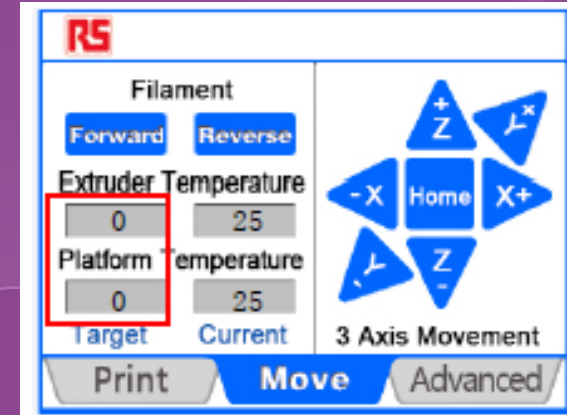 RS
Filament
Forward Reverse
Extruder Temperature
0 25
Platform Temperature
0 25
Target Current
+
Z
Y+
-X Home X+
Y-
Z
-
3 Axis Movement
Print Move Advanced